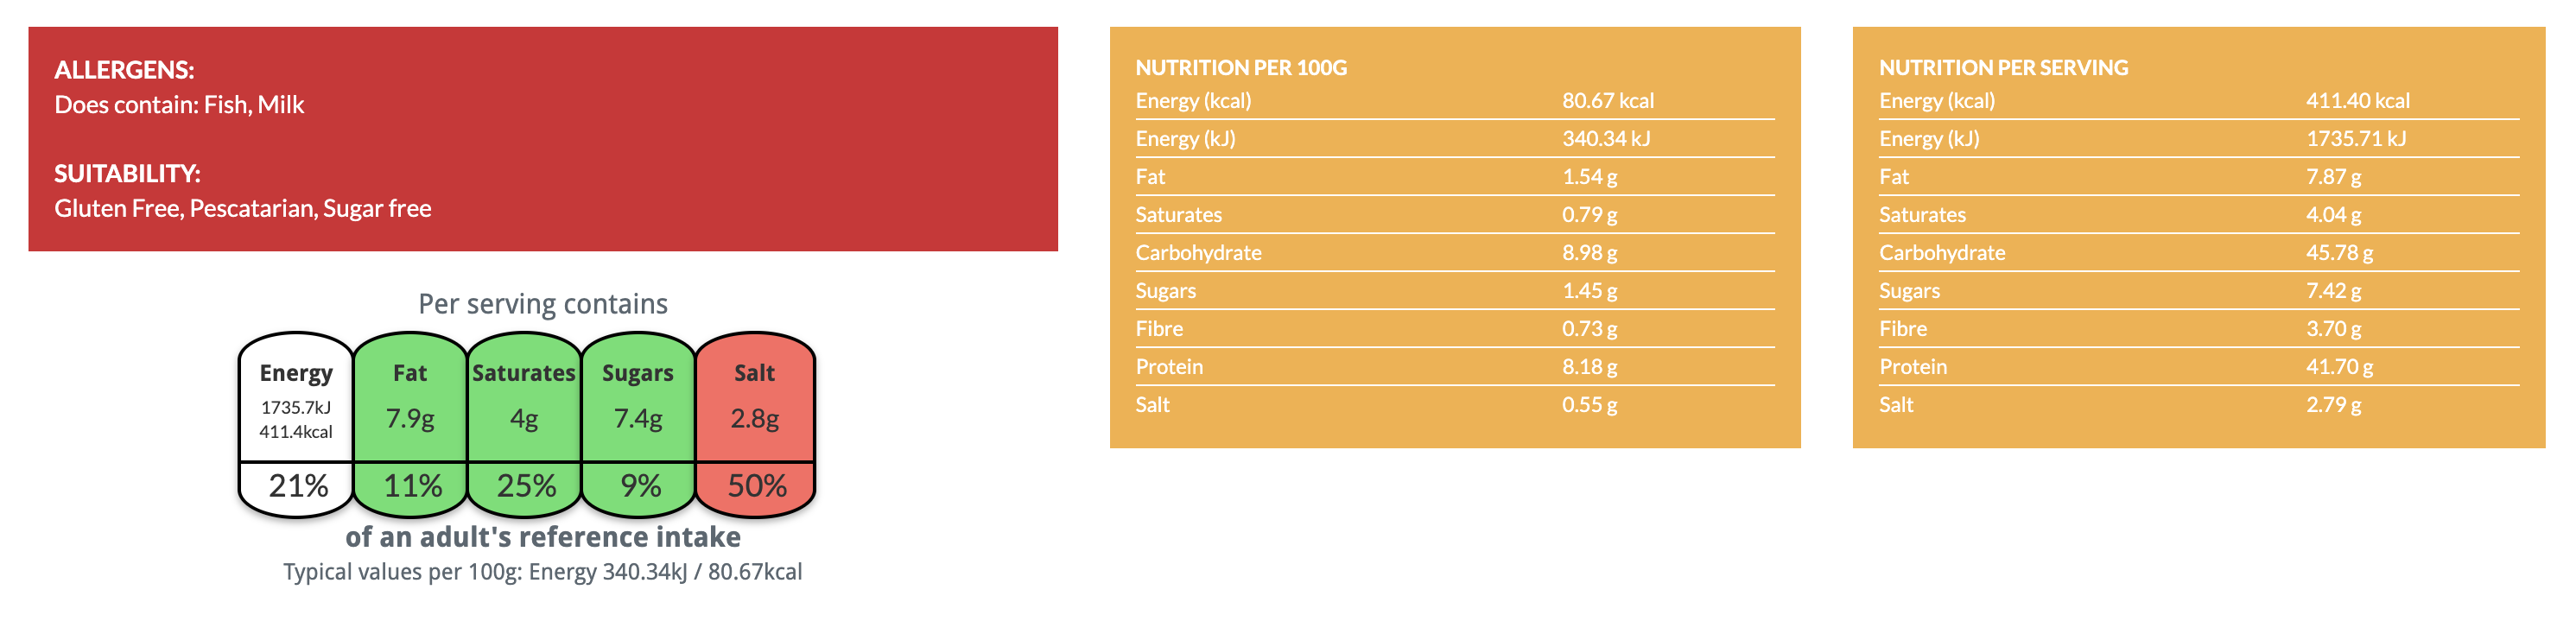 ALLERGENS:
Does contain: Fish, Milk
SUITABILITY:
Gluten Free, Pescatarian, Sugar free
Per serving contains
Energy Fat Saturates Sugars Salt
1735.7kJ
411.4kcal 7.9g 4g 7.4g 2.8g
21% 11% 25% 9% 50%
of an adult's reference intake
Typical values per 100g: Energy 340.34kJ / 80.67kcal
NUTRITION PER 100G
Energy (kcal) 80.67 kcal
Energy (kJ) 340.34 kJ
Fat 1.54 g
Saturates 0.79 g
Carbohydrate 8.98 g
Sugars 1.45 g
Fibre 0.73 g
Protein 8.18 g
Salt 0.55 g
NUTRITION PER SERVING
Energy (kcal) 411.40 kcal
Energy (kJ) 1735.71 kJ
Fat 7.87 g
Saturates 4.04 g
Carbohydrate 45.78 g
Sugars 7.42 g
Fibre 3.70 g
Protein 41.70 g
Salt 2.79 g